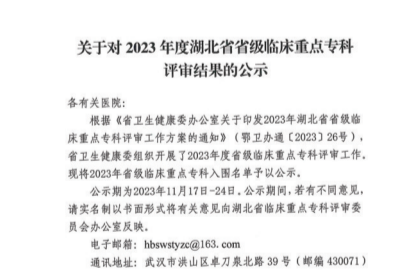 关于对 2023 年度湖北省省级临床重点专科
评审结果的公示
各有关医院：
根据《省卫生健康委办公室关于印发2023年湖北省省级临
床重点专科评审工作方案的通知》（鄂卫办通〔2023〕26号），
省卫生健康委组织开展了2023年度省级临床重点专科评审工作。
现将2023年省级临床重点专科入围名单予以公示。
公示期为2023年11月17日-24日。公示期间，若有不同意见，
请实名制以书面形式将有关意见向湖北省临床重点专科评审委
员会办公室反映。
电子邮箱：hbswstyzc@163.com
通讯地址：武汉市洪山区卓刀泉北路39号（邮编430071）